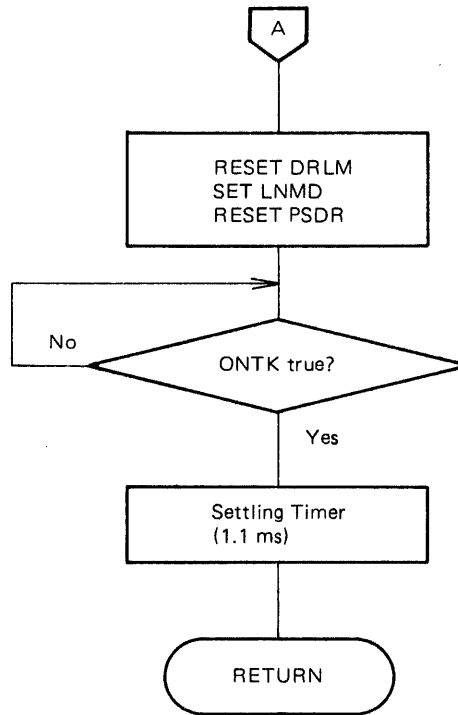 A
RESET DRLM
SET LNMD
RESET PSDR
No
ONTK true?
Yes
Settling Timer
(1.1 ms)
RETURN